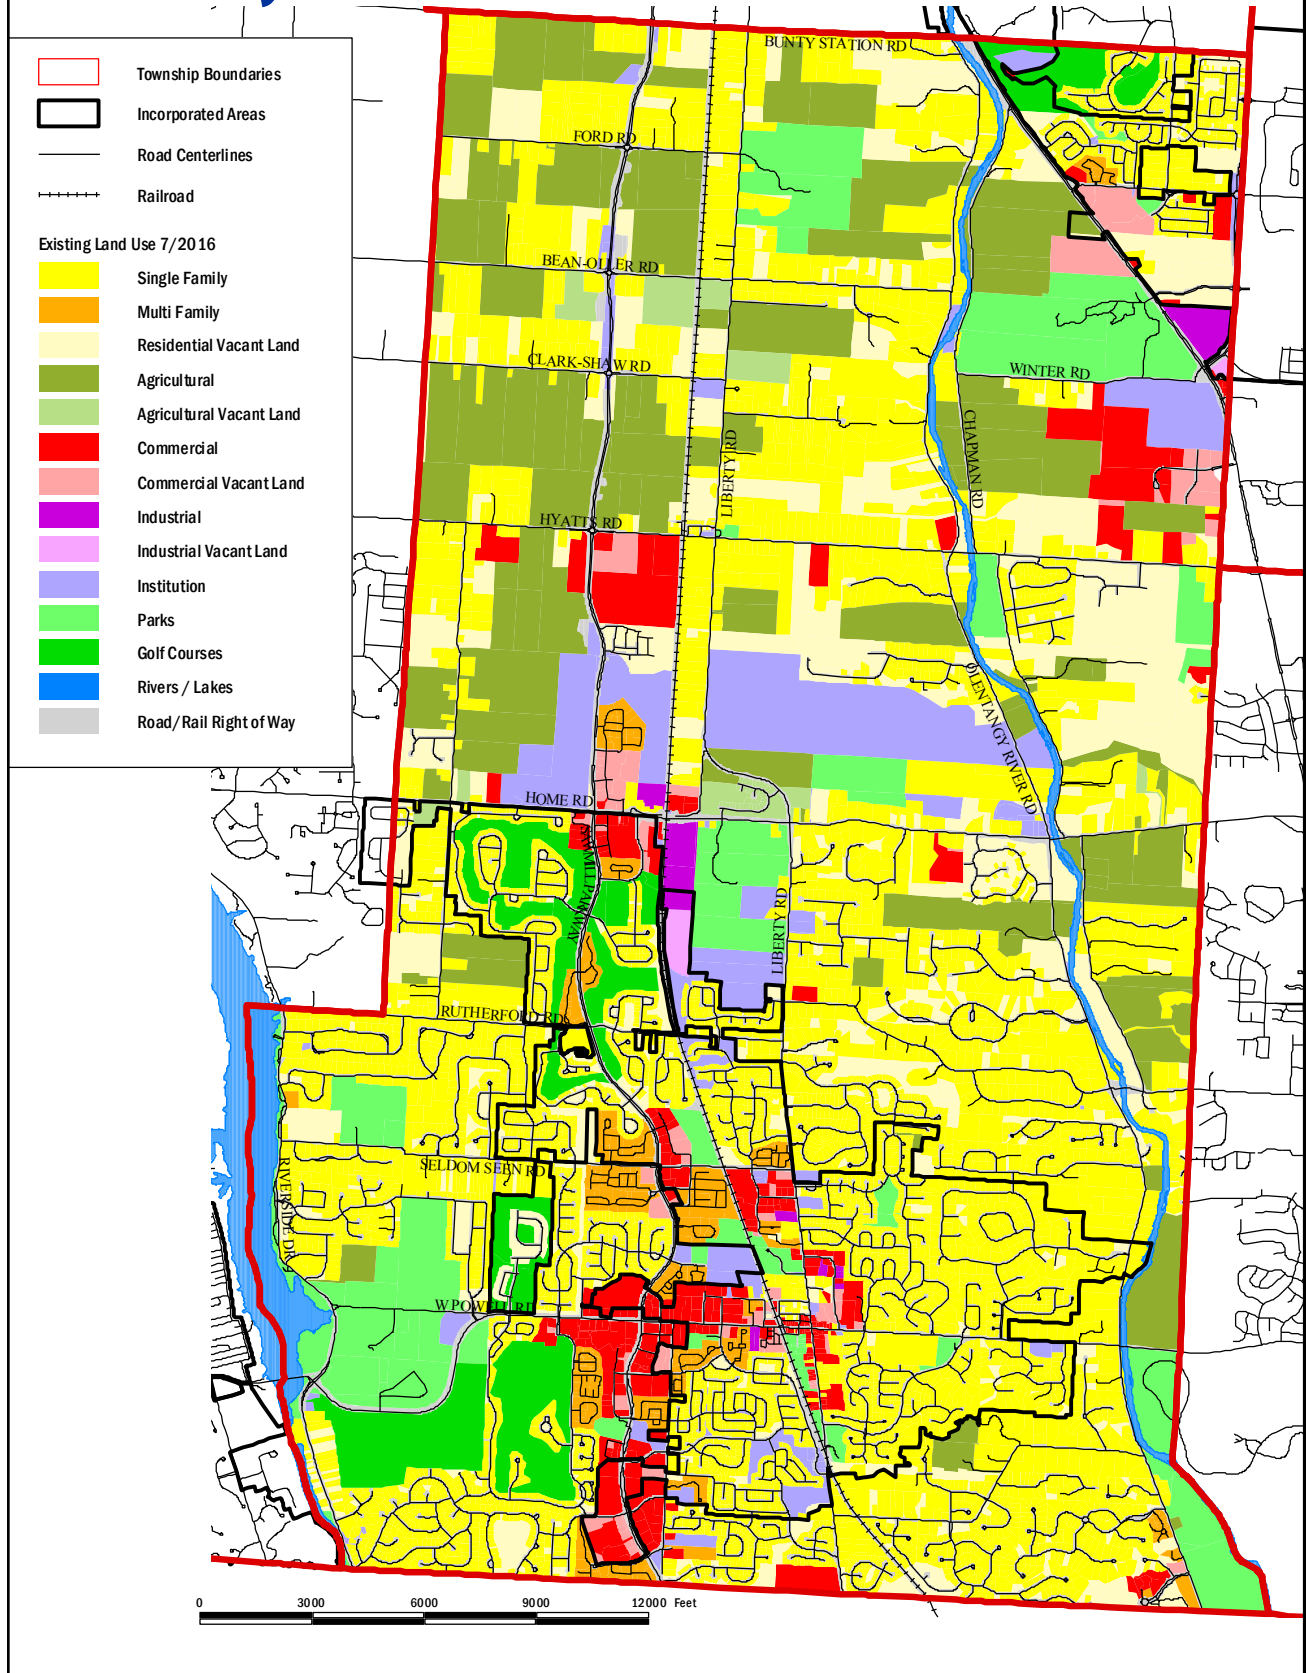 Township Boundaries
Incorporated Areas
Road Centerlines
Railroad
Existing Land Use 7/2016
Single Family
Multi Family
Residential Vacant Land
Agricultural
Agricultural Vacant Land
Commercial
Commercial Vacant Land
Industrial
Industrial Vacant Land
Institution
Parks
Golf Courses
Rivers / Lakes
Road/Rail Right of Way
BUNTY STATION RD
FORD RD
BEAN-OLLER RD
CLARK-SHAW RD
WINTER RD
CHAPMAN RD
LIBERTY RD
HYATTS RD
OLENTANGY RIVER RD
HOME RD
SAWMILL PARKWAY
LIBERTY RD
RUTHERFORD RD
SELDOM SEEN RD
RIVERSIDE DR
W POWELL RD
0 3000 6000 9000 12000 Feet